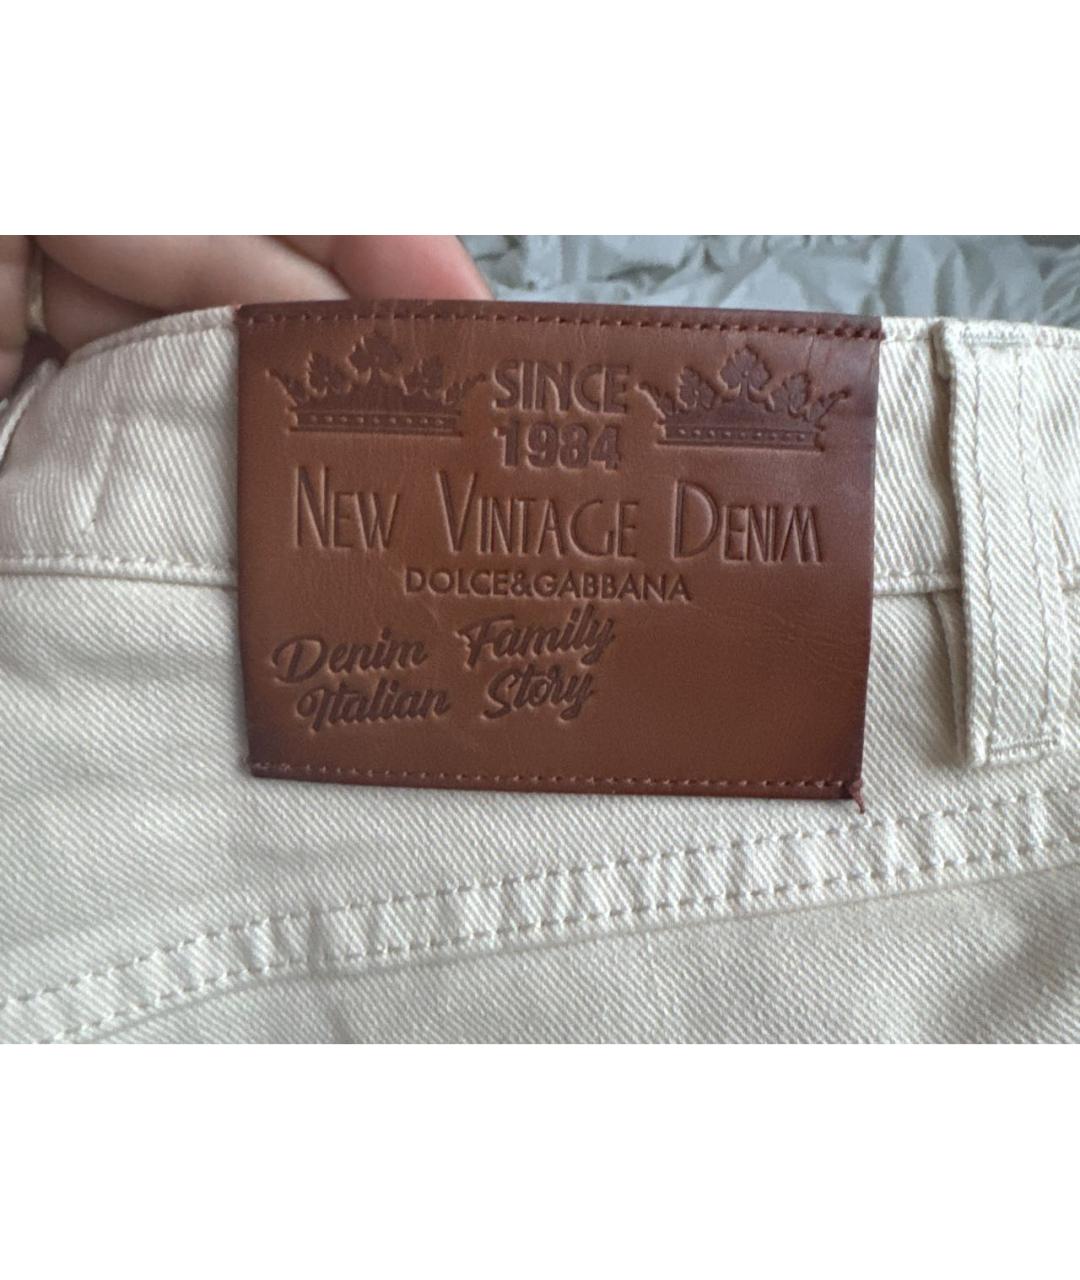 SINCE
1984
NEW VINTAGE DENIM
DOLCE&GABBANA
Denim Family
Italian Story